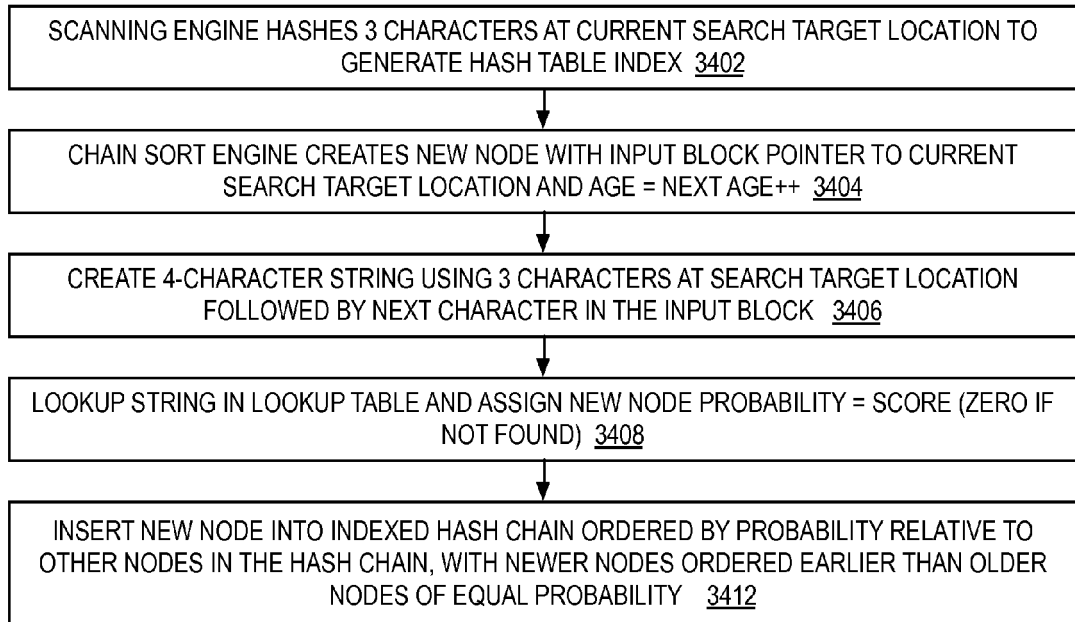 SCANNING ENGINE HASHES 3 CHARACTERS AT CURRENT SEARCH TARGET LOCATION TO
GENERATE HASH TABLE INDEX 3402
CHAIN SORT ENGINE CREATES NEW NODE WITH INPUT BLOCK POINTER TO CURRENT
SEARCH TARGET LOCATION AND AGE = NEXT AGE++ 3404
CREATE 4-CHARACTER STRING USING 3 CHARACTERS AT SEARCH TARGET LOCATION
FOLLOWED BY NEXT CHARACTER IN THE INPUT BLOCK 3406
LOOKUP STRING IN LOOKUP TABLE AND ASSIGN NEW NODE PROBABILITY = SCORE (ZERO IF
NOT FOUND) 3408
INSERT NEW NODE INTO INDEXED HASH CHAIN ORDERED BY PROBABILITY RELATIVE TO
OTHER NODES IN THE HASH CHAIN, WITH NEWER NODES ORDERED EARLIER THAN OLDER
NODES OF EQUAL PROBABILITY 3412